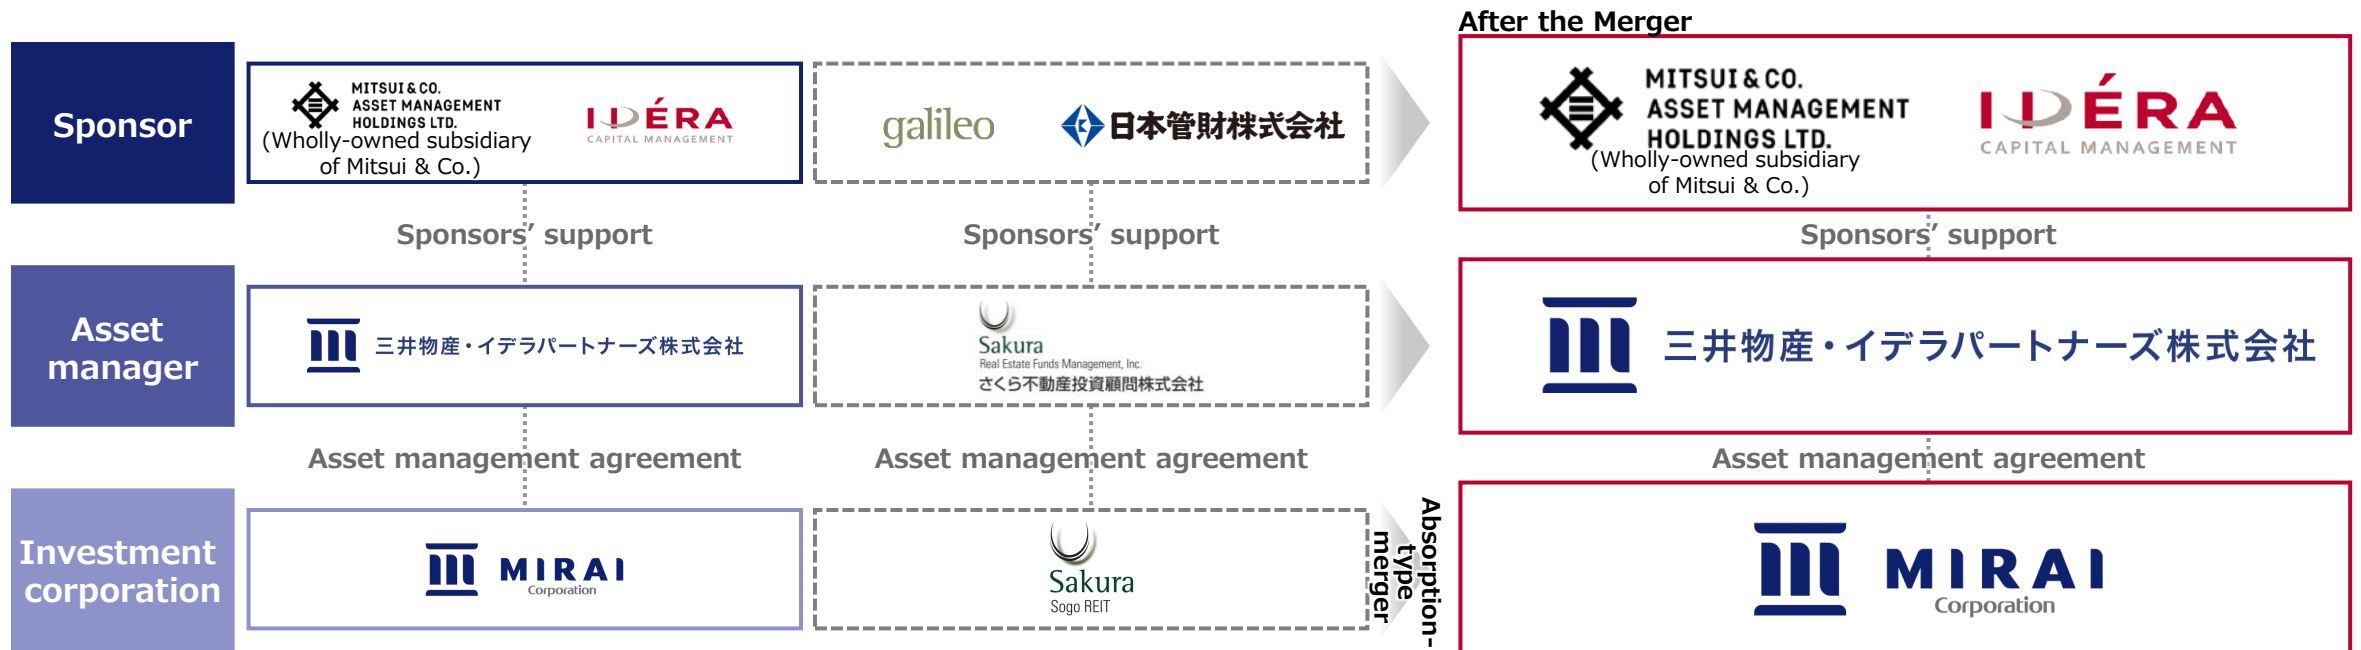 After the Merger
Sponsor
MITSUI & CO.
ASSET MANAGEMENT
HOLDINGS LTD.
(Wholly-owned subsidiary
of Mitsui & Co.)
IDÉRA
CAPITAL MANAGEMENT
galileo
日本管財株式会社
MITSUI & CO.
ASSET MANAGEMENT
HOLDINGS LTD.
(Wholly-owned subsidiary
of Mitsui & Co.)
IDÉRA
CAPITAL MANAGEMENT
Sponsors’ support
Sponsors’ support
Sponsors’ support
Asset
manager
三井物産・イデラパートナーズ株式会社
Sakura
Real Estate Funds Management, Inc.
さくら不動産投資顧問株式会社
三井物産・イデラパートナーズ株式会社
Asset management agreement
Asset management agreement
Asset management agreement
Investment
corporation
MIRAI
Corporation
Sakura
Sogo REIT
Absorption-
type
merger
MIRAI
Corporation